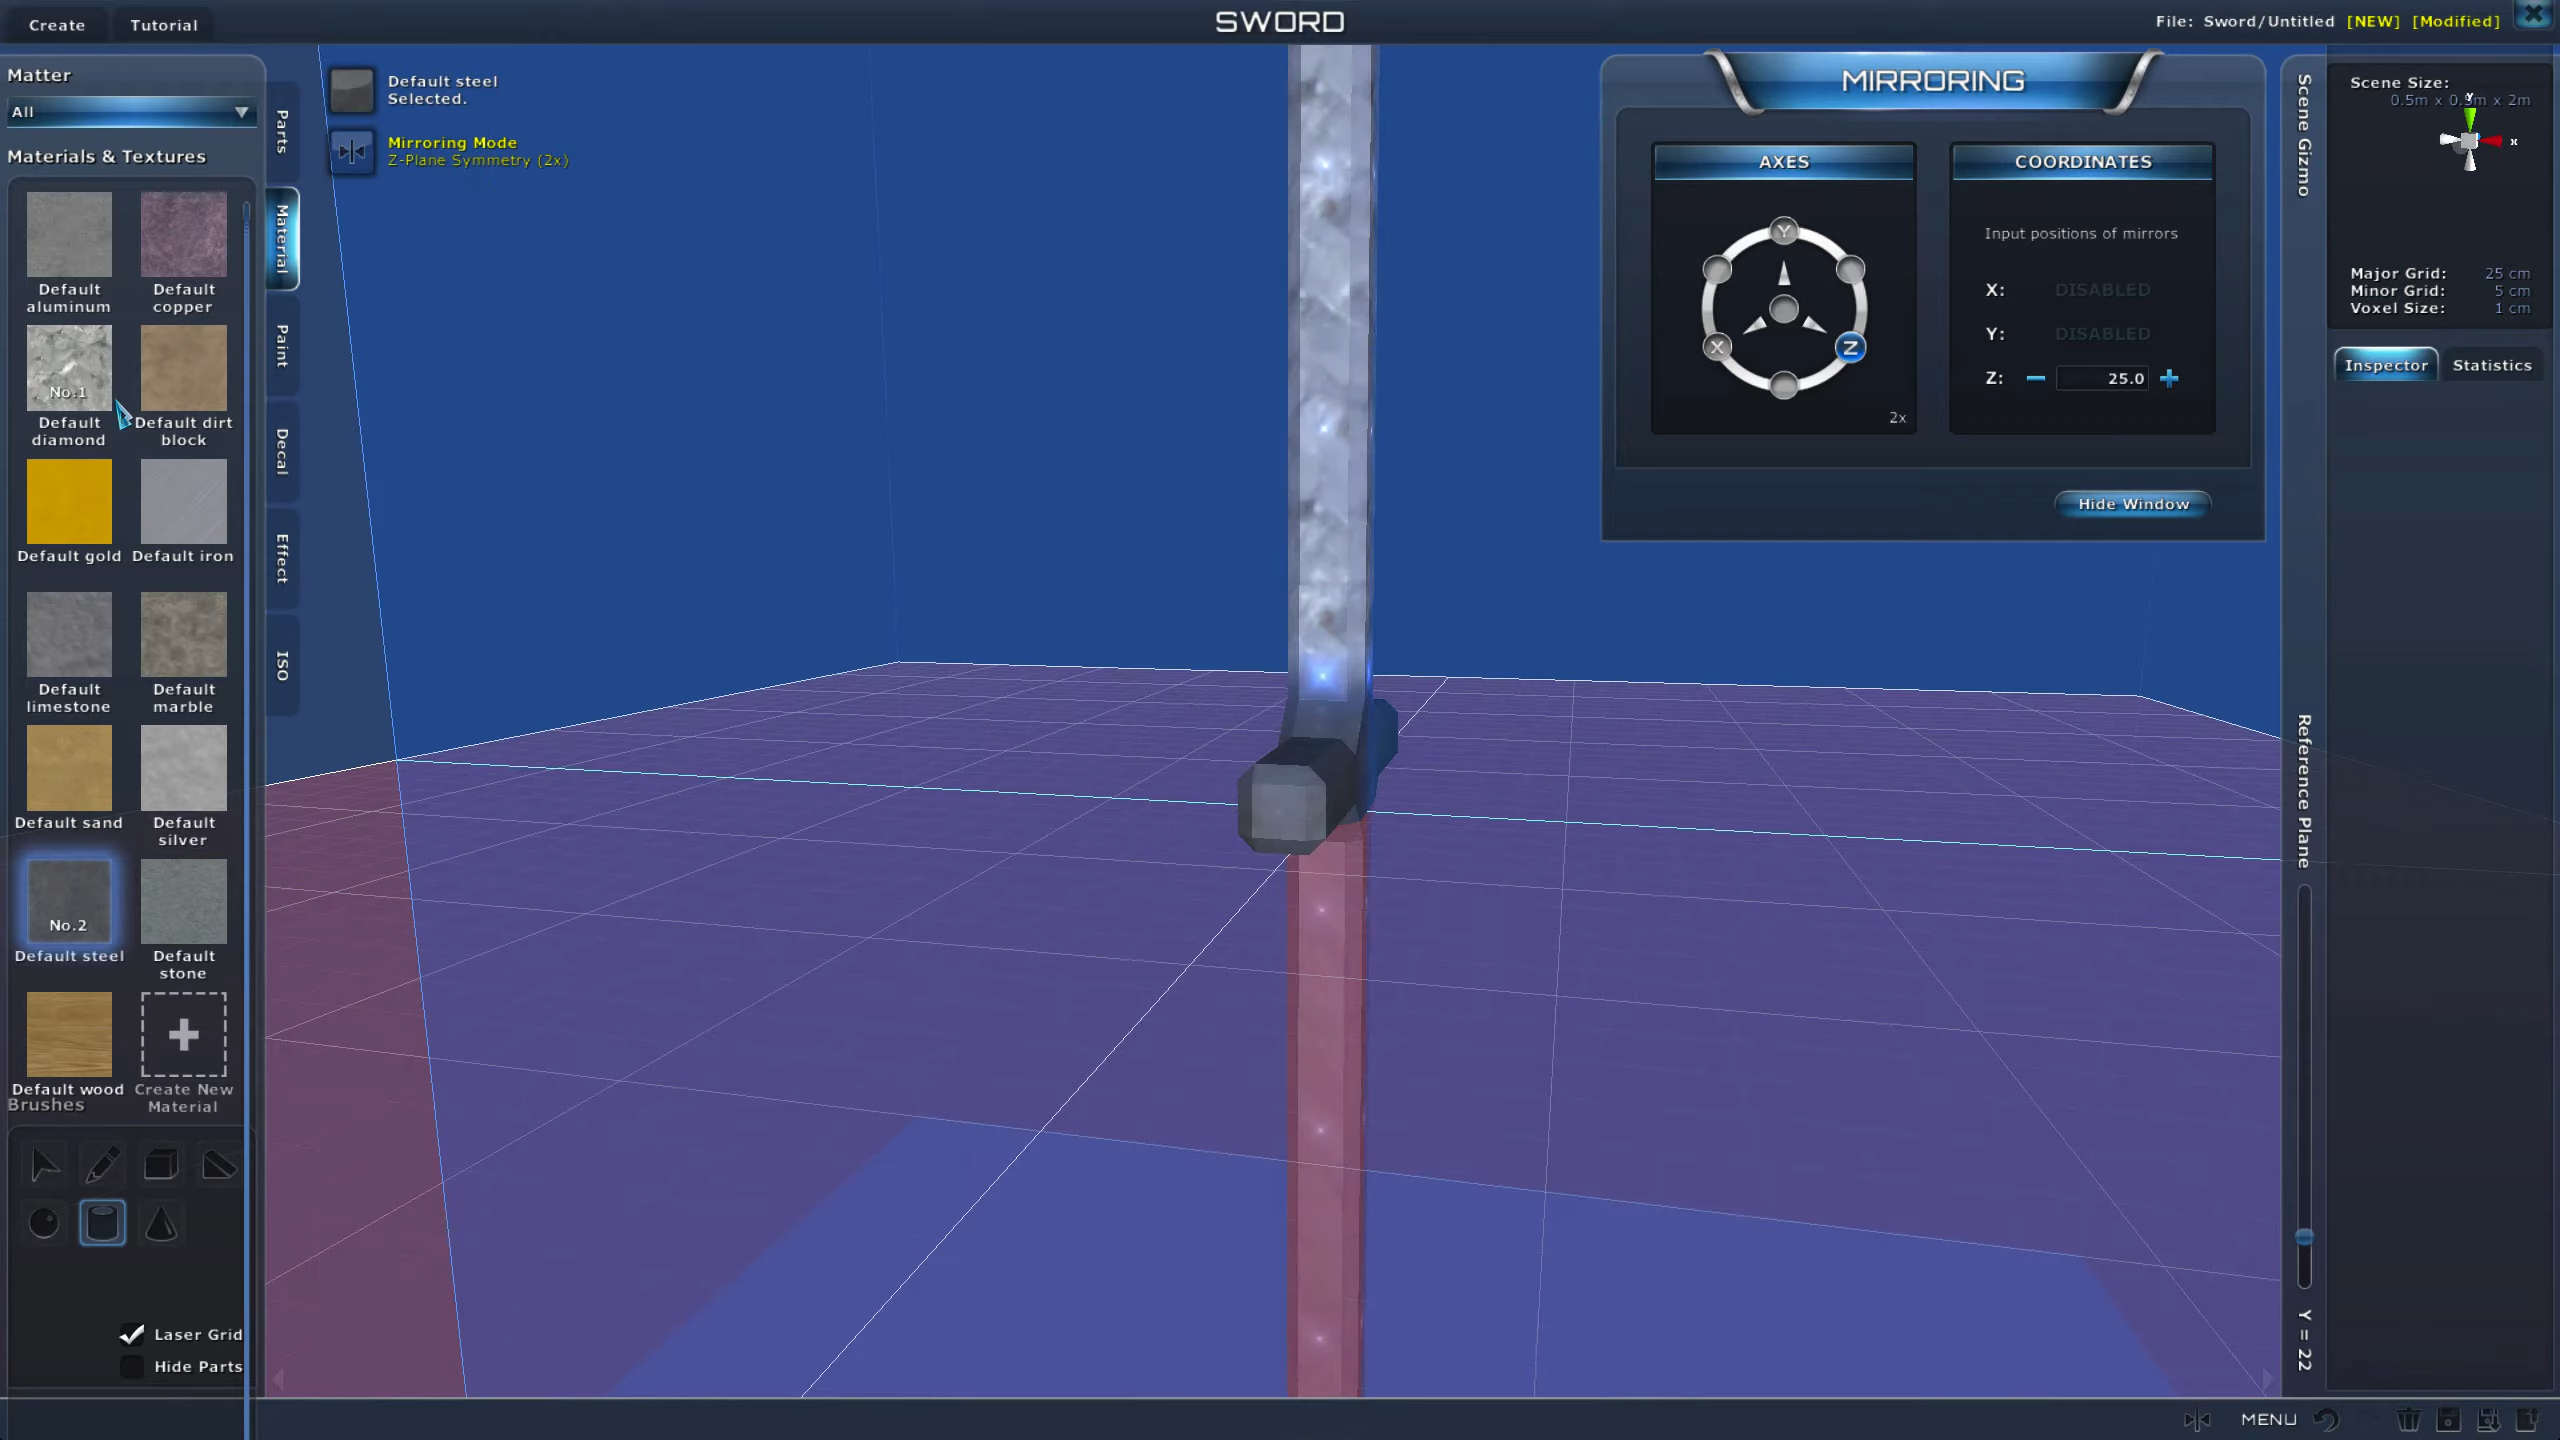 Create
Tutorial
SWORD
File: Sword/Untitled [NEW] [Modified]
Matter
All
Materials & Textures
Default aluminum
Default copper
No.1
Default diamond
Default dirt block
Default gold
Default iron
Default limestone
Default marble
Default sand
Default silver
No.2
Default steel
Default stone
Default wood
Create New Material
Brushes
Laser Grid
Hide Parts
Parts
Material
Paint
Decal
Effect
ISO
Default steel
Selected.
Mirroring Mode
Z-Plane Symmetry (2x)
MIRRORING
AXES
Y
X
Z
2x
COORDINATES
Input positions of mirrors
X: DISABLED
Y: DISABLED
Z: 25.0
Hide Window
Scene Gizmo
Reference Plane
Y = 22
Scene Size:
0.5m x 0.5m x 2m
Y
X
Major Grid: 25 cm
Minor Grid: 5 cm
Voxel Size: 1 cm
Inspector
Statistics
MENU